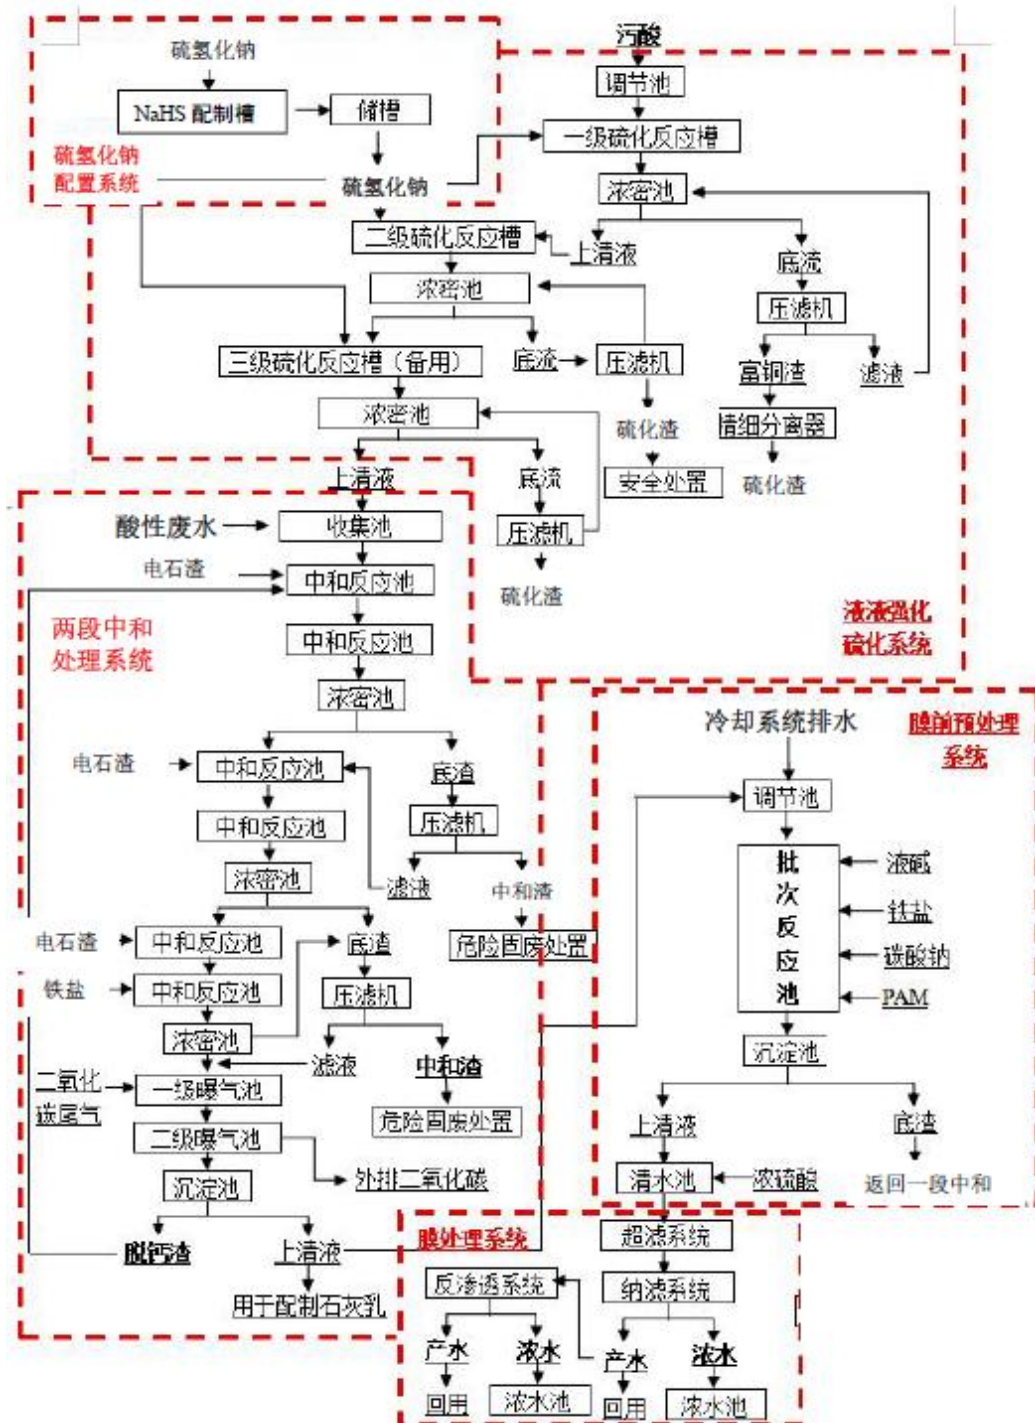 硫氢化钠
NaHS 配制槽
储槽
硫氢化钠
配置系统
硫氢化钠
污酸
调节池
一级硫化反应槽
浓密池
上清液
底流
压滤机
富铜渣
滤液
精细分离器
硫化渣
二级硫化反应槽
浓密池
底流
压滤机
硫化渣
安全处置
三级硫化反应槽（备用）
浓密池
上清液
底流
压滤机
硫化渣
液液强化
硫化系统
酸性废水
收集池
电石渣
中和反应池
两段中和
处理系统
中和反应池
浓密池
电石渣
中和反应池
底渣
中和反应池
压滤机
浓密池
滤液
中和渣
危险固废处置
电石渣
中和反应池
底渣
铁盐
中和反应池
压滤机
浓密池
滤液
中和渣
危险固废处置
二氧化
碳尾气
一级曝气池
二级曝气池
外排二氧化碳
沉淀池
脱钙渣
上清液
用于配制石灰乳
冷却系统排水
膜前预处理
系统
调节池
批次反应池
液碱
铁盐
碳酸钠
PAM
沉淀池
上清液
底渣
清水池
浓硫酸
返回一段中和
膜处理系统
超滤系统
反渗透系统
纳滤系统
产水
浓水
产水
浓水
回用
浓水池
回用
浓水池